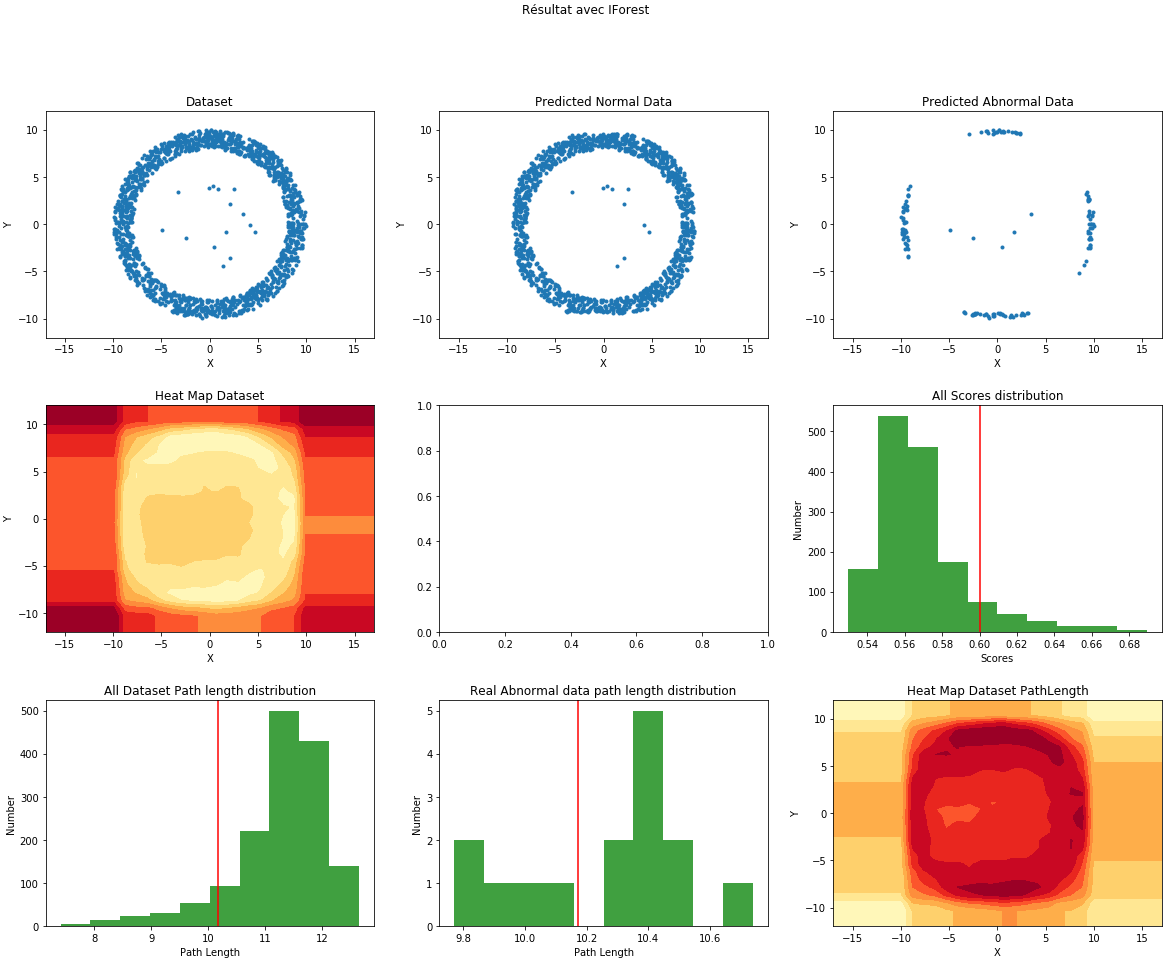 Résultat avec IForest
Dataset
Predicted Normal Data
Predicted Abnormal Data
10
5
0
−5
−10
Y
−15 −10 −5 0 5 10 15
X
10
5
0
−5
−10
Y
−15 −10 −5 0 5 10 15
X
10
5
0
−5
−10
Y
−15 −10 −5 0 5 10 15
X
Heat Map Dataset
10
5
0
−5
−10
Y
−15 −10 −5 0 5 10 15
X
1.0
0.8
0.6
0.4
0.2
0.0
0.0 0.2 0.4 0.6 0.8 1.0
All Scores distribution
500
400
300
200
100
0
Number
0.54 0.56 0.58 0.60 0.62 0.64 0.66 0.68
Scores
All Dataset Path length distribution
500
400
300
200
100
0
Number
8 9 10 11 12
Path Length
Real Abnormal data path length distribution
5
4
3
2
1
0
Number
9.8 10.0 10.2 10.4 10.6
Path Length
Heat Map Dataset PathLength
10
5
0
−5
−10
Y
−15 −10 −5 0 5 10 15
X